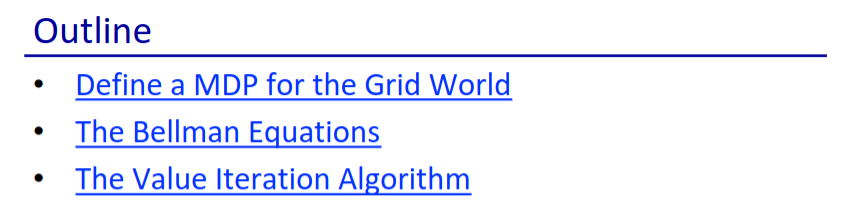 Outline
• Define a MDP for the Grid World
• The Bellman Equations
• The Value Iteration Algorithm